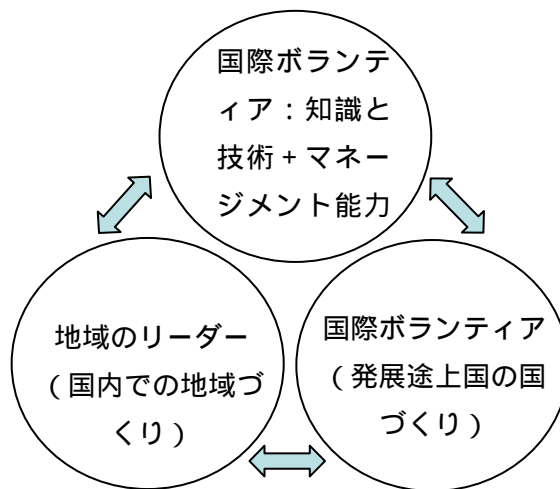 国際ボランテ
ィア：知識と
技術＋マネー
ジメント能力
地域のリーダー
（国内での地域づ
くり）
国際ボランティア
（発展途上国の国
づくり）